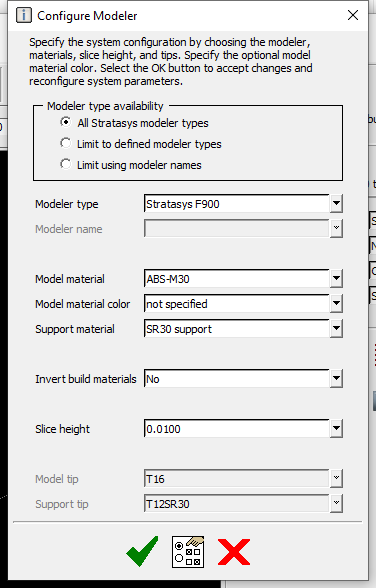 Configure Modeler
Specify the system configuration by choosing the modeler,
materials, slice height, and tips. Specify the optional model
material color. Select the OK button to accept changes and
reconfigure system parameters.
Modeler type availability
All Stratasys modeler types
Limit to defined modeler types
Limit using modeler names
Modeler type Stratasys F900
Modeler name
Model material ABS-M30
Model material color not specified
Support material SR30 support
Invert build materials No
Slice height 0.0100
Model tip T16
Support tip T12SR30